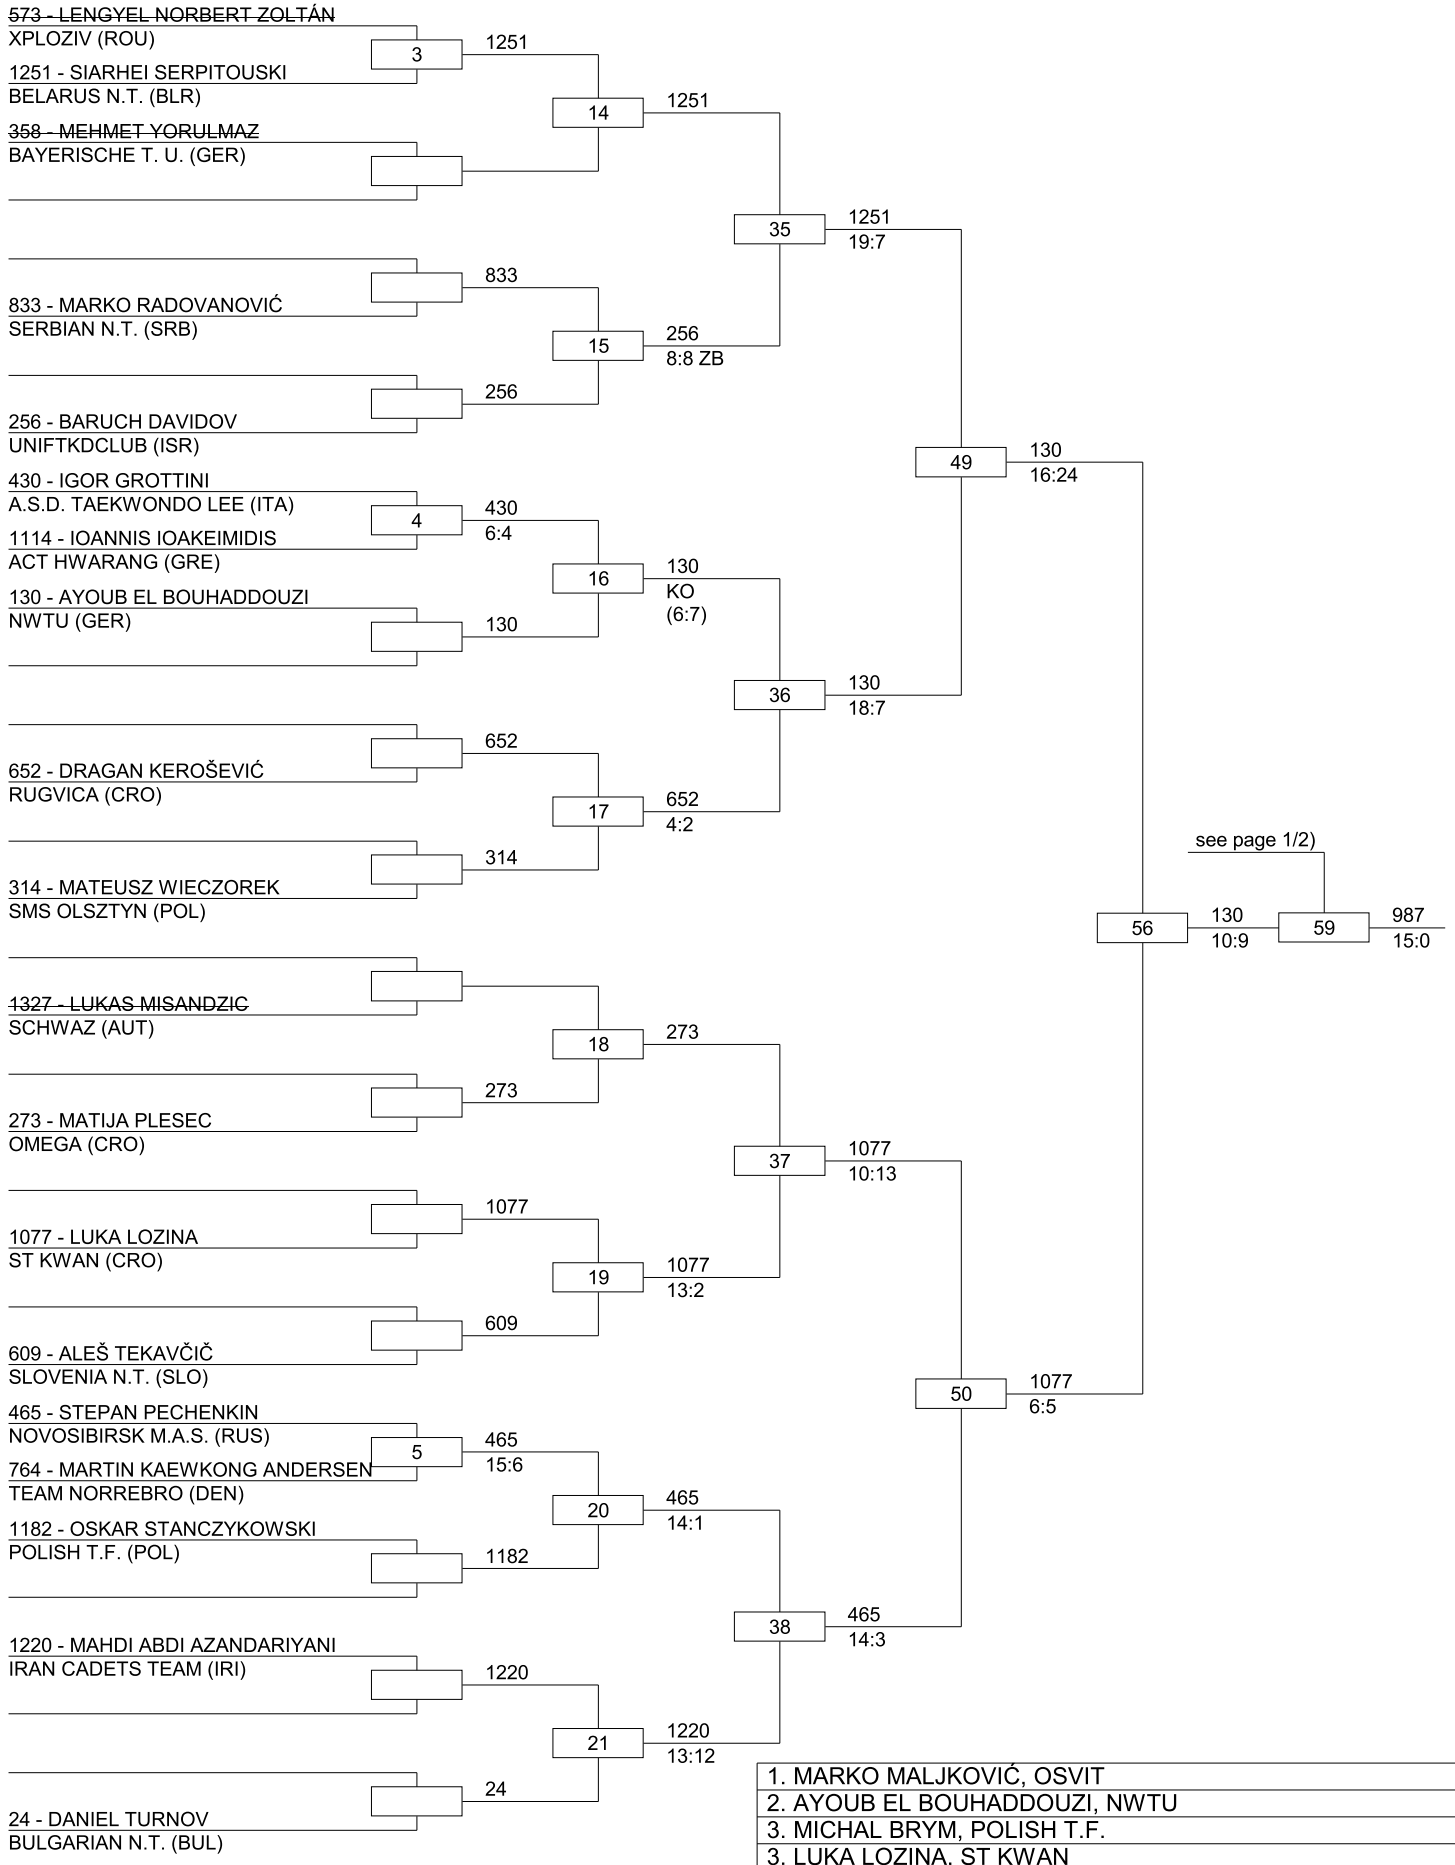 573 - LENGYEL NORBERT ZOLTÁN
XPLOZIV (ROU)
3
1251
1251 - SIARHEI SERPITOUSKI
BELARUS N.T. (BLR)
14
1251
358 - MEHMET YORULMAZ
BAYERISCHE T. U. (GER)
35
1251
19:7
833
833 - MARKO RADOVANOVIĆ
SERBIAN N.T. (SRB)
15
256
8:8 ZB
256
256 - BARUCH DAVIDOV
UNIFTKDCLUB (ISR)
49
130
16:24
430 - IGOR GROTTINI
A.S.D. TAEKWONDO LEE (ITA)
4
430
6:4
1114 - IOANNIS IOAKEIMIDIS
ACT HWARANG (GRE)
16
130
KO
(6:7)
130 - AYOUB EL BOUHADDOUZI
NWTU (GER)
130
36
130
18:7
652
652 - DRAGAN KEROŠEVIĆ
RUGVICA (CRO)
17
652
4:2
314
314 - MATEUSZ WIECZOREK
SMS OLSZTYN (POL)
see page 1/2)
56
130
10:9
59
987
15:0
1327 - LUKAS MISANDZIC
SCHWAZ (AUT)
18
273
273
273 - MATIJA PLESEC
OMEGA (CRO)
37
1077
10:13
1077
1077 - LUKA LOZINA
ST KWAN (CRO)
19
1077
13:2
609
609 - ALEŠ TEKAVČIČ
SLOVENIA N.T. (SLO)
50
1077
6:5
465 - STEPAN PECHENKIN
NOVOSIBIRSK M.A.S. (RUS)
5
465
15:6
764 - MARTIN KAEWKONG ANDERSEN
TEAM NORREBRO (DEN)
20
465
14:1
1182 - OSKAR STANCZYKOWSKI
POLISH T.F. (POL)
1182
38
465
14:3
1220 - MAHDI ABDI AZANDARIYANI
IRAN CADETS TEAM (IRI)
1220
21
1220
13:12
24
24 - DANIEL TURNOV
BULGARIAN N.T. (BUL)
1. MARKO MALJKOVIĆ, OSVIT
2. AYOUB EL BOUHADDOUZI, NWTU
3. MICHAL BRYM, POLISH T.F.
3. LUKA LOZINA, ST KWAN